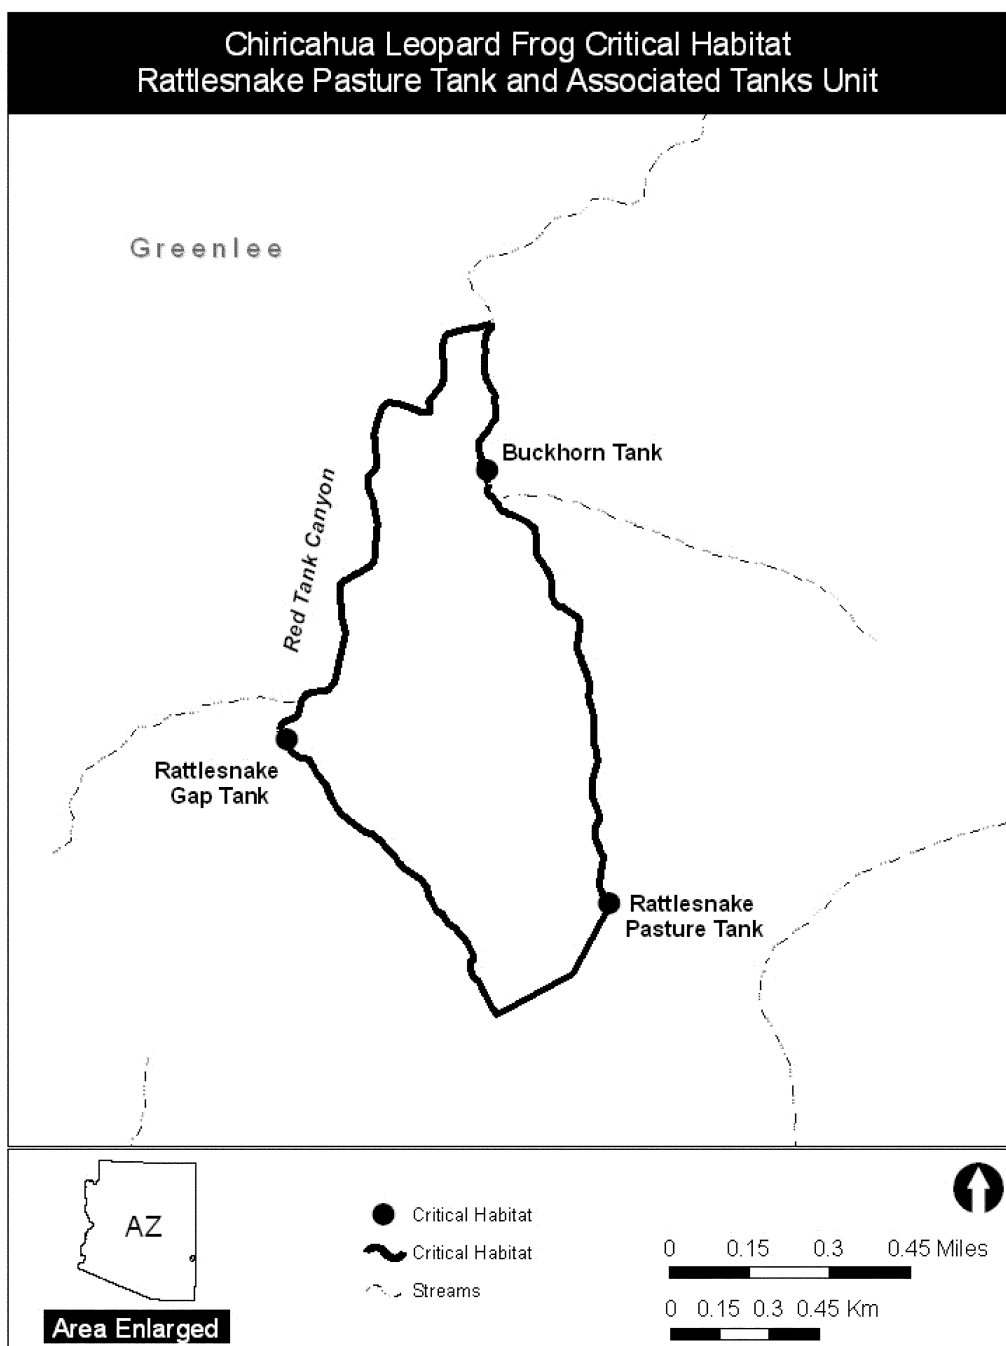 Chiricahua Leopard Frog Critical Habitat
Rattlesnake Pasture Tank and Associated Tanks Unit
Greenlee
Buckhorn Tank
Red Tank Canyon
Rattlesnake
Gap Tank
Rattlesnake
Pasture Tank
AZ
Area Enlarged
Critical Habitat
Critical Habitat
Streams
0 0.15 0.3 0.45 Miles
0 0.15 0.3 0.45 Km